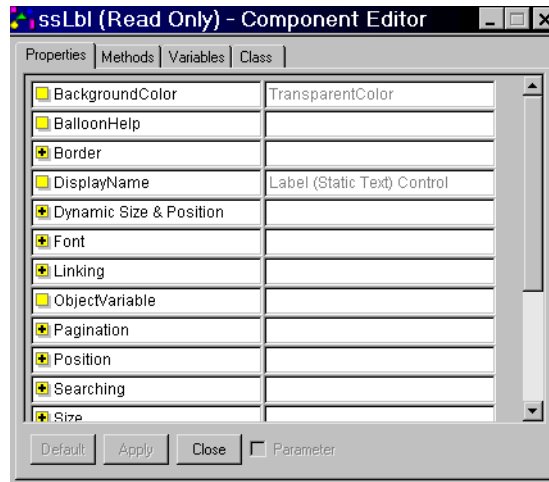 ssLbl (Read Only) - Component Editor
Properties Methods Variables Class
BackgroundColor TransparentColor
BalloonHelp
Border
DisplayName Label (Static Text) Control
Dynamic Size & Position
Font
Linking
ObjectVariable
Pagination
Position
Searching
Size
Default Apply Close Parameter